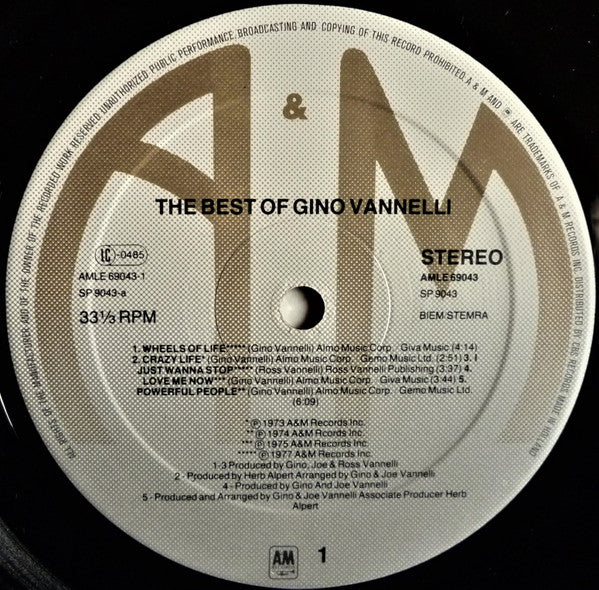 ALL RIGHTS OF THE MANUFACTURER AND OF THE OWNER OF THE RECORDED WORK RESERVED. UNAUTHORIZED PUBLIC PERFORMANCE, BROADCASTING AND COPYING OF THIS RECORD PROHIBITED. A & M AND ARE TRADEMARKS OF A & M RECORDS INC. DISTRIBUTED BY CBS RECORDS MADE IN HOLLAND
A & M
THE BEST OF GINO VANNELLI
LC -0485
STEREO
AMLE 69043-1
AMLE 69043
SP 9043-a
SP 9043
33⅓ RPM
BIEM/STEMRA
1. WHEELS OF LIFE***** (Gino Vannelli) Almo Music Corp. Giva Music (4:14)
2. CRAZY LIFE* (Gino Vannelli) Almo Music Corp. Gemo Music Ltd. (2:51) 3. I
JUST WANNA STOP***** (Ross Vannelli) Ross Vannelli Publishing (3:37) 4.
LOVE ME NOW*** (Gino Vannelli) Almo Music Corp. Giva Music (3:44) 5.
POWERFUL PEOPLE** (Gino Vannelli) Almo Music Corp. Gemo Music Ltd.
(6:09)
* ℗ 1973 A&M Records Inc.
** ℗ 1974 A&M Records Inc.
*** ℗ 1975 A&M Records Inc.
***** ℗ 1977 A&M Records Inc.
1-3 Produced by Gino, Joe & Ross Vannelli
2 - Produced by Herb Alpert Arranged by Gino & Joe Vannelli
4 - Produced by Gino And Joe Vannelli
5 - Produced and Arranged by Gino & Joe Vannelli Associate Producer Herb
Alpert
AM
RECORDS
1